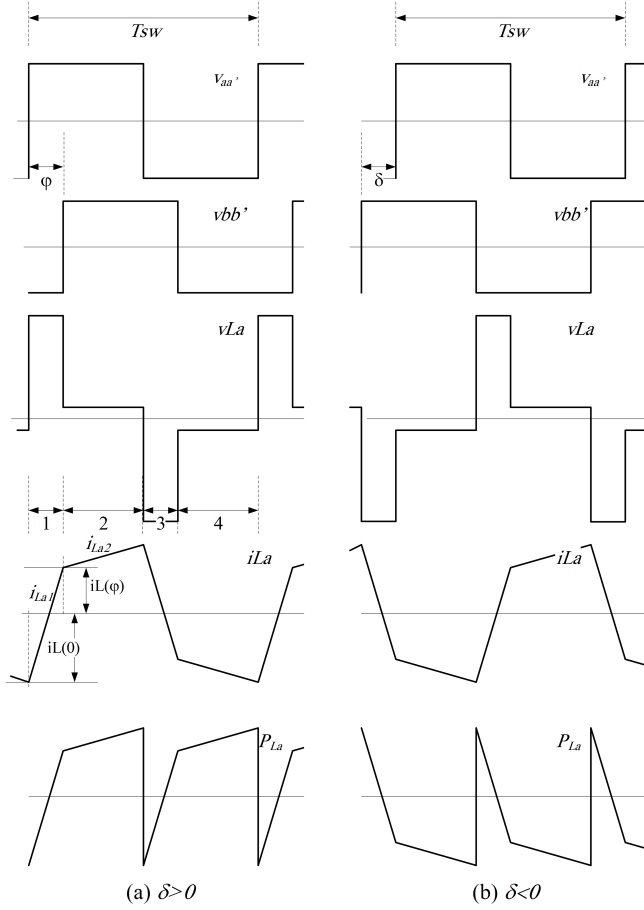 Tsw
Tsw
vaa'
vaa'
φ
δ
vbb’
vbb’
vLa
vLa
1 2 3 4
iLa2
iLa
iLa
iLa1
iL(φ)
iL(0)
PLa
PLa
(a) δ>0
(b) δ<0